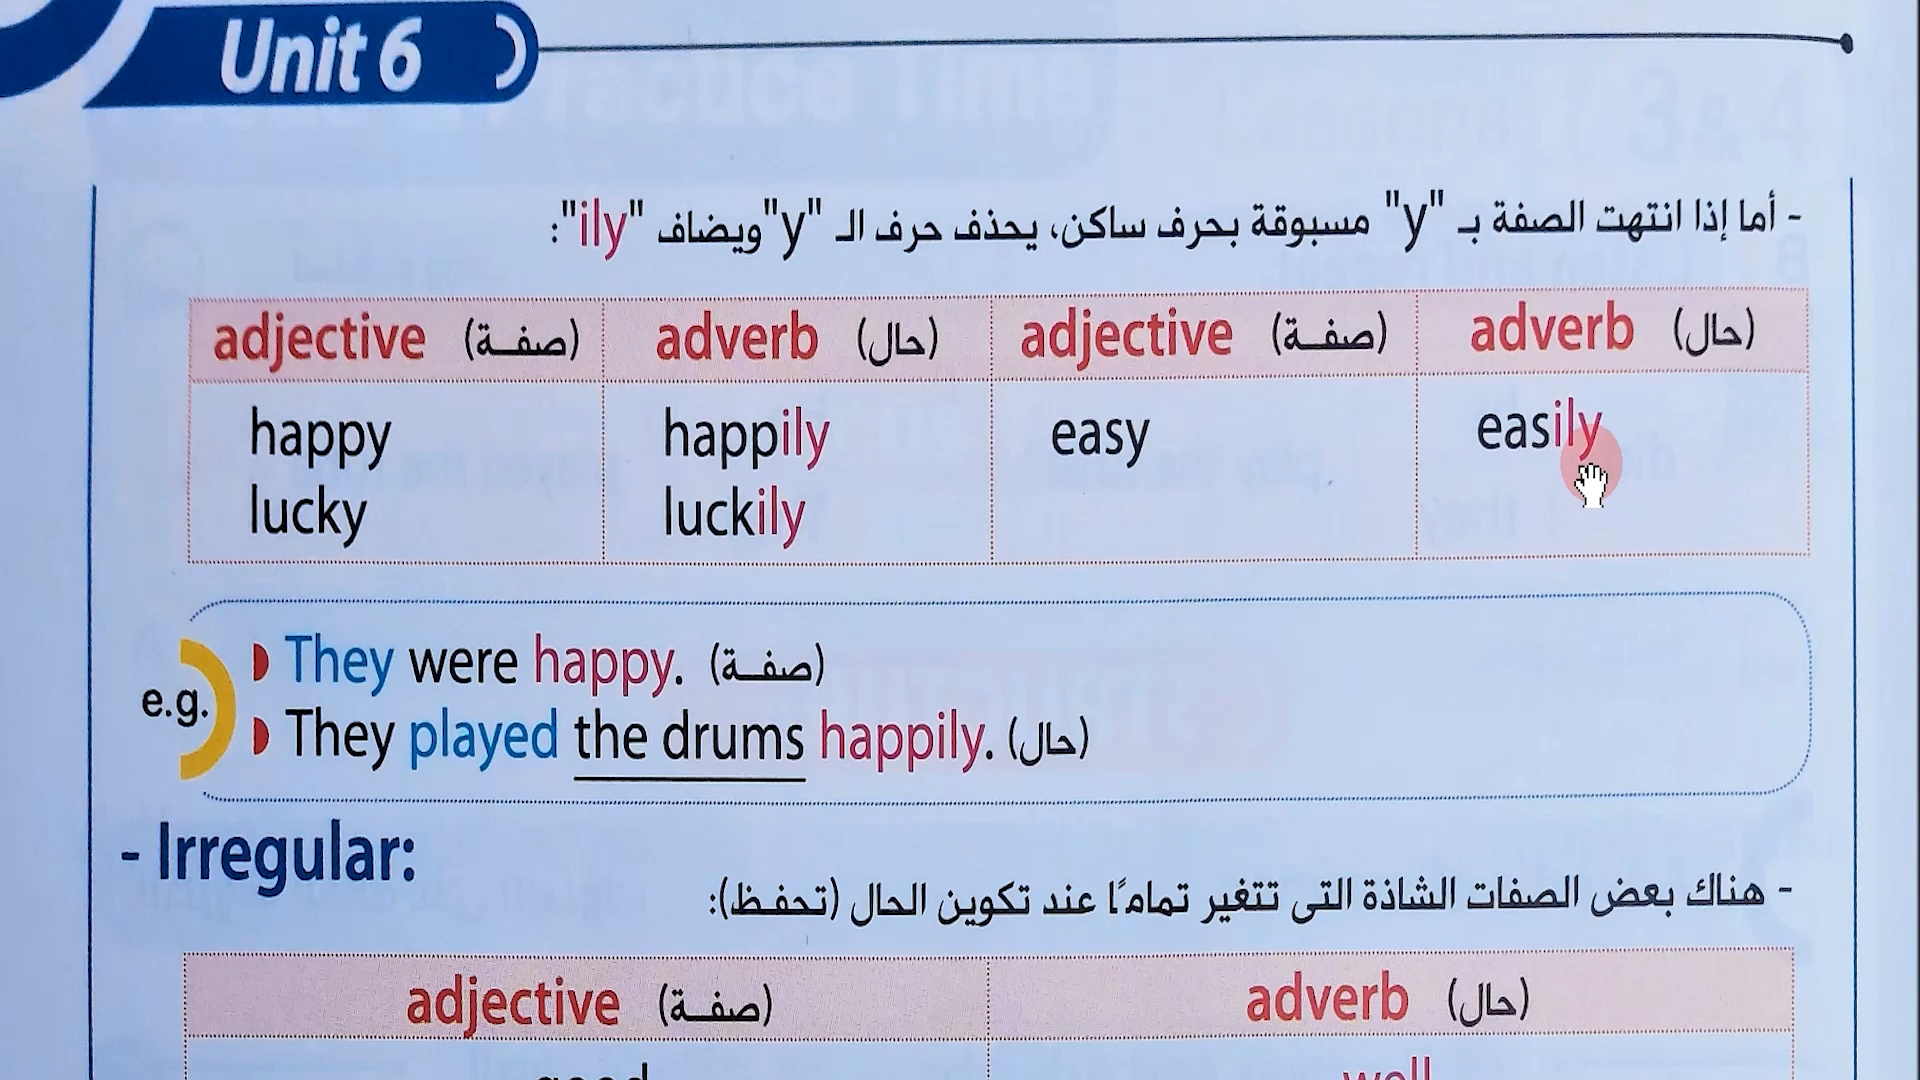 Unit 6
- أما إذا انتهت الصفة بـ "y" مسبوقة بحرف ساكن، يحذف حرف الـ "y" ويضاف "ily":
adjective (صفة) adverb (حال) adjective (صفة) adverb (حال)
happy happily easy easily
lucky luckily
They were happy. (صفة)
e.g.
They played the drums happily. (حال)
- Irregular:
- هناك بعض الصفات الشاذة التى تتغير تمامًا عند تكوين الحال (تحفظ):
adjective (صفة) adverb (حال)
good well